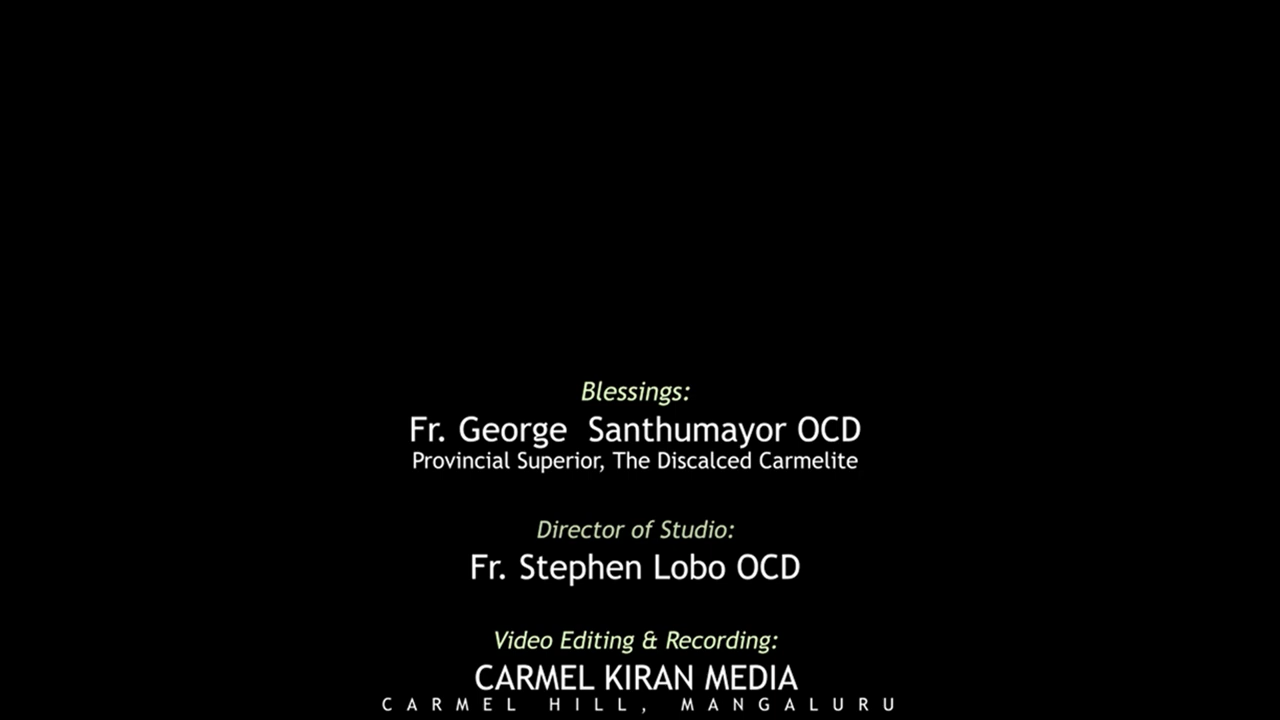 Blessings:
Fr. George  Santhumayor OCD
Provincial Superior, The Discalced Carmelite
Director of Studio:
Fr. Stephen Lobo OCD
Video Editing & Recording:
CARMEL KIRAN MEDIA
CARMEL HILL, MANGALURU